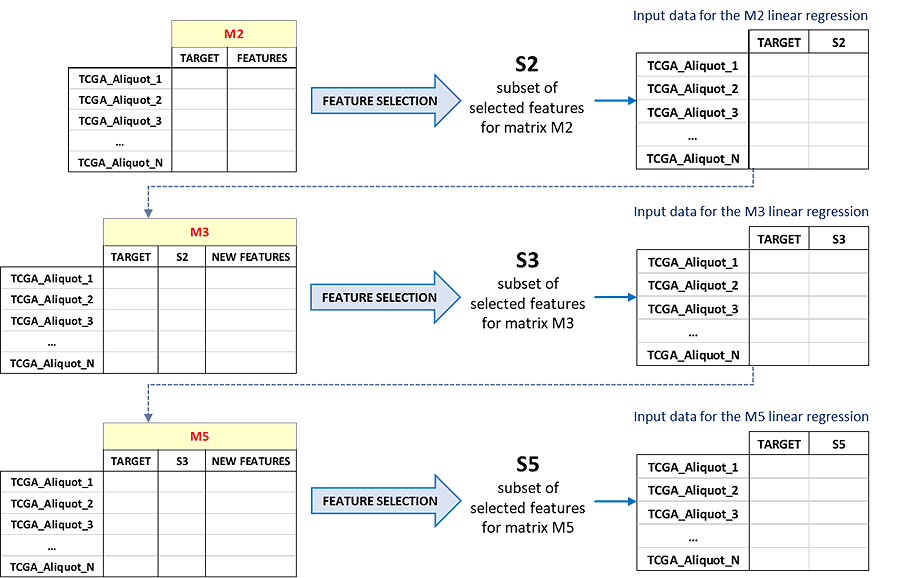 Input data for the M2 linear regression
M2
TARGET FEATURES
TCGA_Aliquot_1
TCGA_Aliquot_2
TCGA_Aliquot_3
...
TCGA_Aliquot_N
FEATURE SELECTION
S2
subset of
selected features
for matrix M2
TARGET S2
TCGA_Aliquot_1
TCGA_Aliquot_2
TCGA_Aliquot_3
...
TCGA_Aliquot_N
Input data for the M3 linear regression
M3
TARGET S2 NEW FEATURES
TCGA_Aliquot_1
TCGA_Aliquot_2
TCGA_Aliquot_3
...
TCGA_Aliquot_N
FEATURE SELECTION
S3
subset of
selected features
for matrix M3
TARGET S3
TCGA_Aliquot_1
TCGA_Aliquot_2
TCGA_Aliquot_3
...
TCGA_Aliquot_N
Input data for the M5 linear regression
M5
TARGET S3 NEW FEATURES
TCGA_Aliquot_1
TCGA_Aliquot_2
TCGA_Aliquot_3
...
TCGA_Aliquot_N
FEATURE SELECTION
S5
subset of
selected features
for matrix M5
TARGET S5
TCGA_Aliquot_1
TCGA_Aliquot_2
TCGA_Aliquot_3
...
TCGA_Aliquot_N